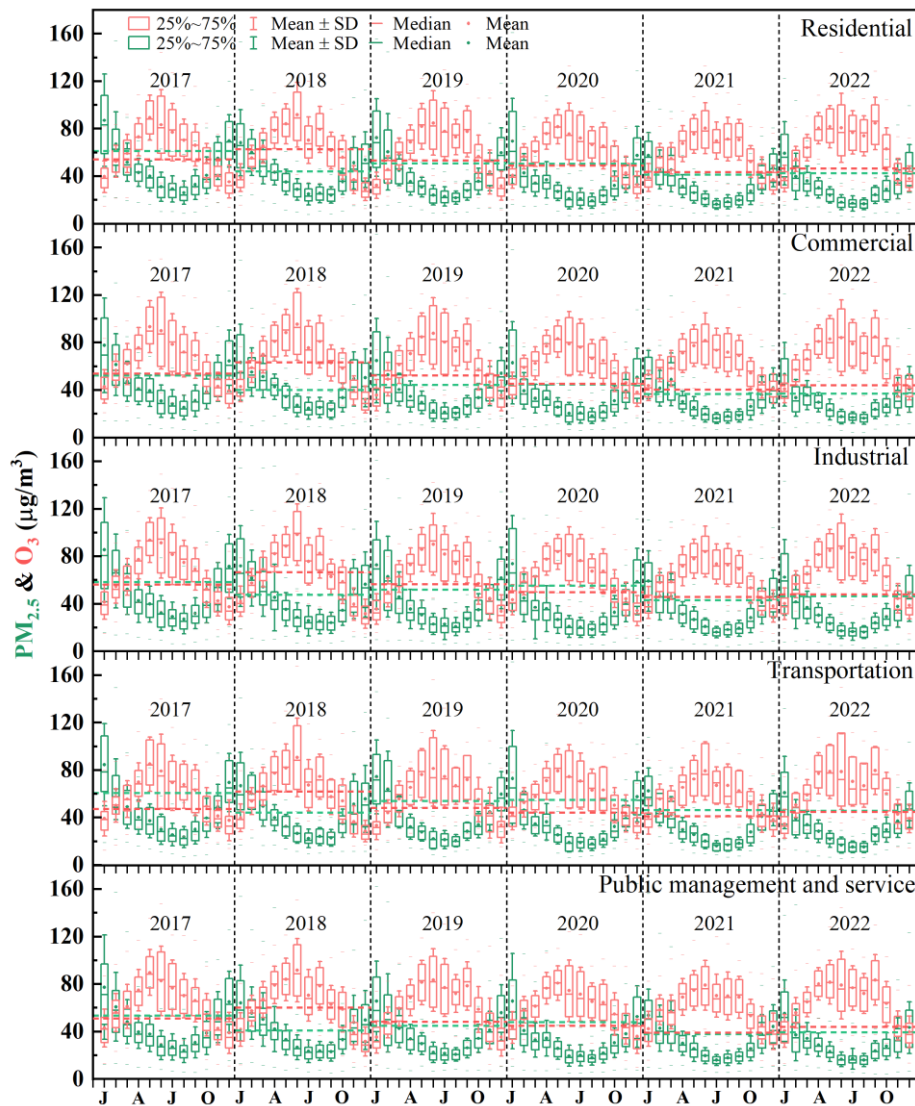 25%~75% Mean ± SD Median Mean
25%~75% Mean ± SD Median Mean
Residential
160
120
80
40
0
2017 2018 2019 2020 2021 2022
Commercial
160
120
80
40
0
2017 2018 2019 2020 2021 2022
Industrial
160
120
80
40
0
2017 2018 2019 2020 2021 2022
PM2.5 & O3 (μg/m³)
Transportation
160
120
80
40
0
2017 2018 2019 2020 2021 2022
Public management and service
160
120
80
40
0
2017 2018 2019 2020 2021 2022
J A J O J A J O J A J O J A J O J A J O J A J O